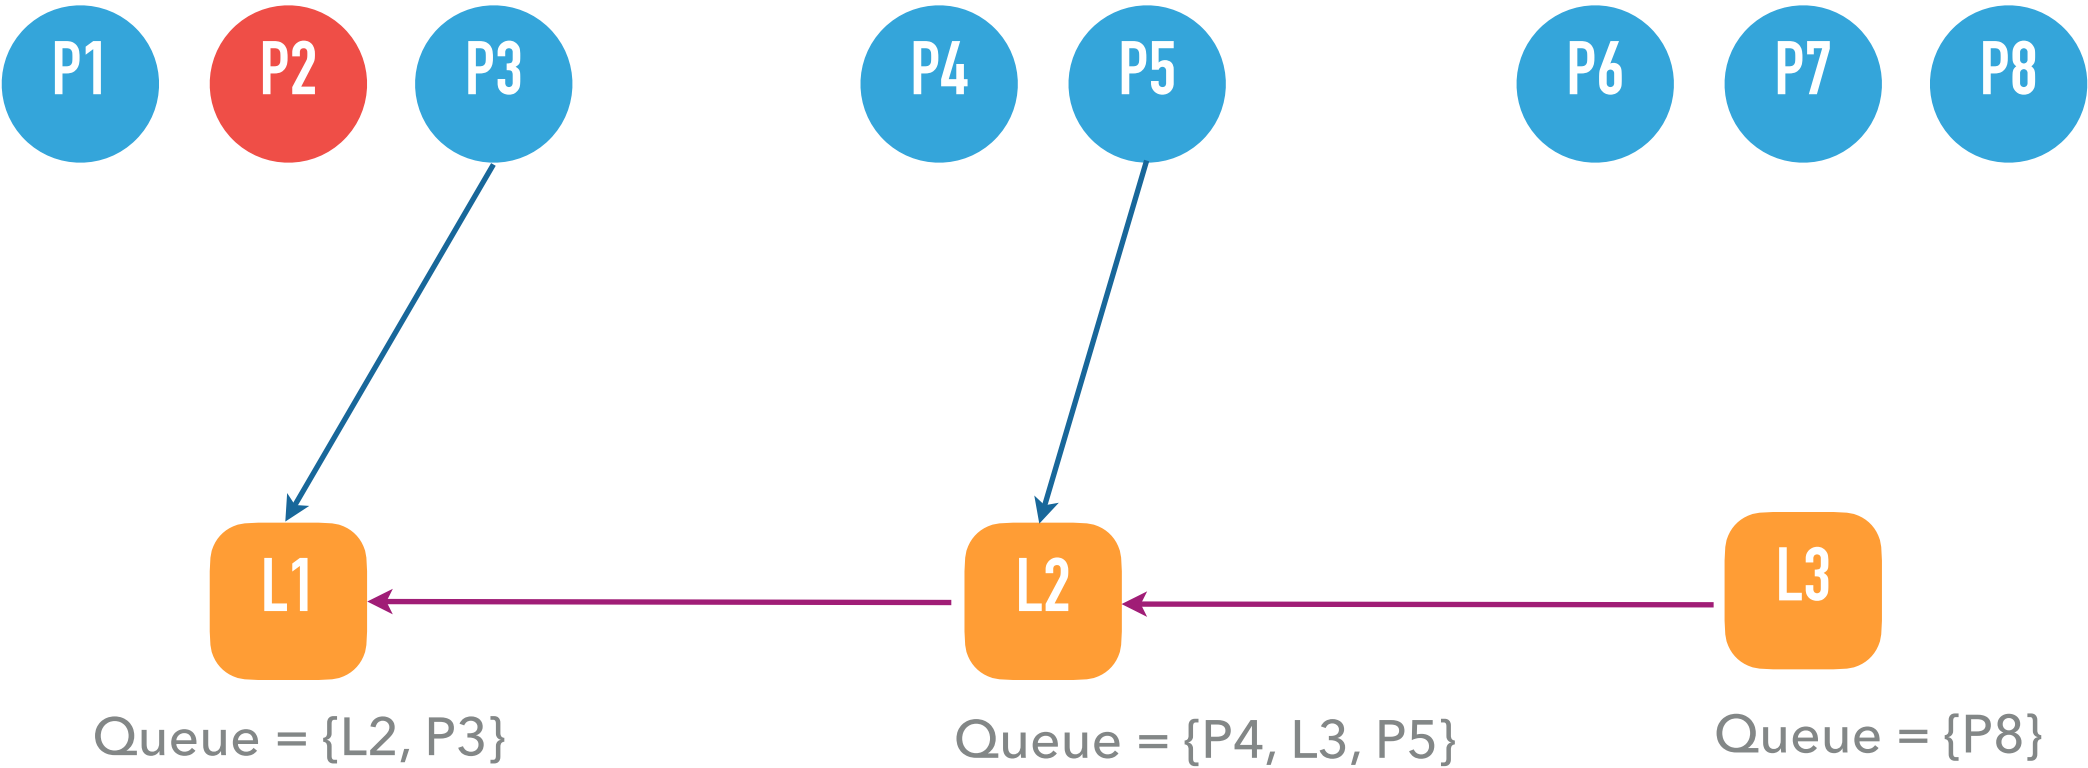 P1 P2 P3 P4 P5 P6 P7 P8
L1 L2 L3
Queue = {L2, P3} Queue = {P4, L3, P5} Queue = {P8}